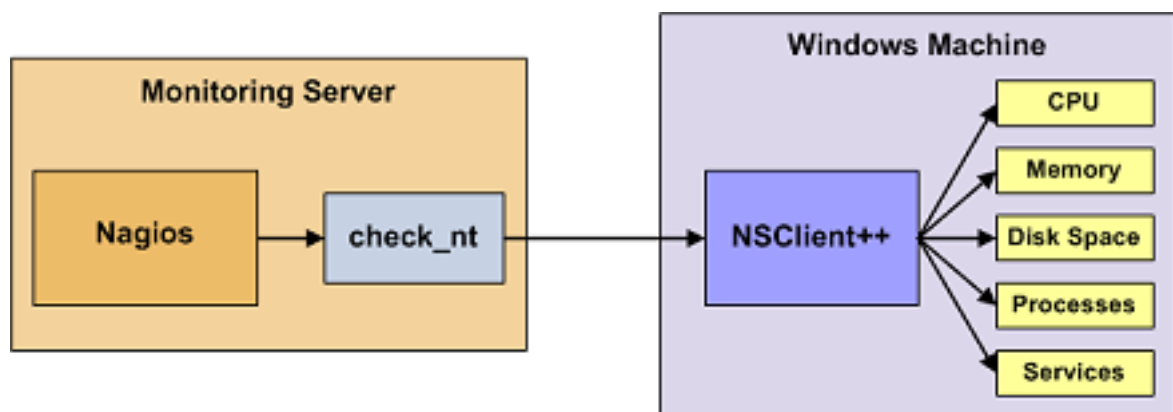 Monitoring Server
Nagios
check_nt
Windows Machine
NSClient++
CPU
Memory
Disk Space
Processes
Services